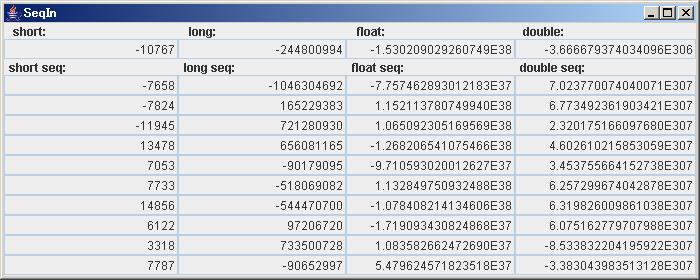 SeqIn
short: long: float: double:
-10767 -244800994 -1.530209029260749E38 -3.666679374034096E306
short seq: long seq: float seq: double seq:
-7658 -1046304692 -7.757462893012183E37 7.023770074040071E307
-7824 165229383 1.152113780749940E38 6.773492361903421E307
-11945 721280930 1.065092305169569E38 2.320175166097680E307
13478 656081165 -1.268206541075466E38 4.602610215853059E307
7053 -90179095 -9.710593020012627E37 3.453755664152738E307
7733 -518069082 1.132849750932488E38 6.257299674042878E307
14856 -544470700 -1.078408214134606E38 6.319826009861038E307
6122 97206720 -1.719093430824868E37 6.075162779707988E307
3318 733500728 1.083582662472690E37 -8.533832204195922E307
7787 -90652997 5.479624571823518E37 -3.383043983513128E307